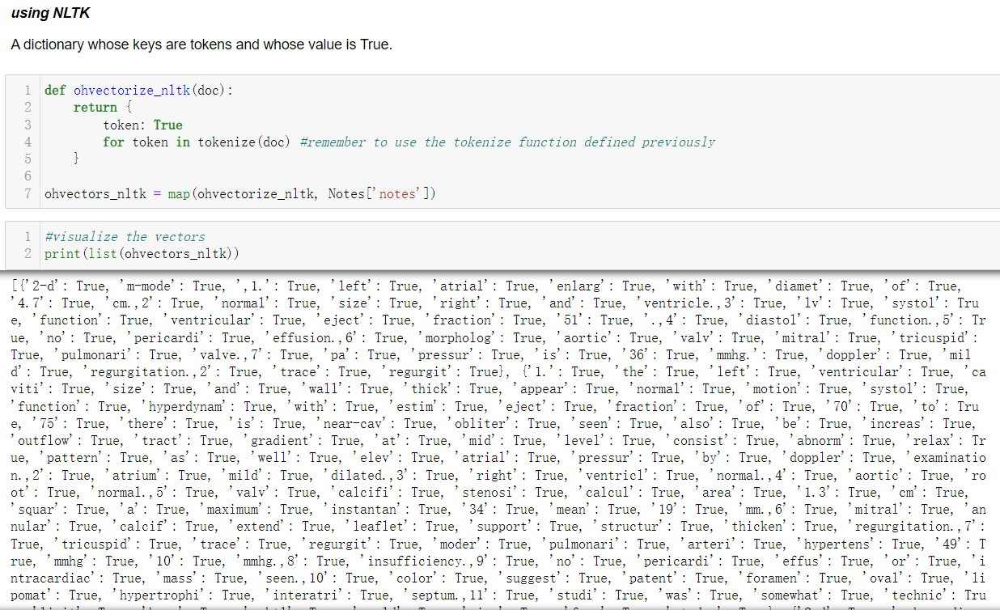 using NLTK
A dictionary whose keys are tokens and whose value is True.
1 def ohvectorize_nltk(doc):
2 return {
3 token: True
4 for token in tokenize(doc) #remember to use the tokenize function defined previously
5 }
6
7 ohvectors_nltk = map(ohvectorize_nltk, Notes['notes'])
1 #visualize the vectors
2 print(list(ohvectors_nltk))
[{'2-d': True, 'm-mode': True, ',1.': True, 'left': True, 'atrial': True, 'enlarg': True, 'with': True, 'diamet': True, 'of': True,
'4.7': True, 'cm.,2': True, 'normal': True, 'size': True, 'right': True, 'and': True, 'ventricle.,3': True, 'lv': True, 'systol': Tru
e, 'function': True, 'ventricular': True, 'eject': True, 'fraction': True, '51': True, '.,4': True, 'diastol': True, 'function.,5': Tr
ue, 'no': True, 'pericardi': True, 'effusion.,6': True, 'morpholog': True, 'aortic': True, 'valv': True, 'mitral': True, 'tricuspid':
True, 'pulmonari': True, 'valve.,7': True, 'pa': True, 'pressur': True, 'is': True, '36': True, 'mmhg.': True, 'doppler': True, 'mil
d': True, 'regurgitation.,2': True, 'trace': True, 'regurgit': True}, {'1.': True, 'the': True, 'left': True, 'ventricular': True, 'ca
viti': True, 'size': True, 'and': True, 'wall': True, 'thick': True, 'appear': True, 'normal': True, 'motion': True, 'systol': True,
'function': True, 'hyperdynam': True, 'with': True, 'estim': True, 'eject': True, 'fraction': True, 'of': True, '70': True, 'to': Tru
e, '75': True, 'there': True, 'is': True, 'near-cav': True, 'obliter': True, 'seen': True, 'also': True, 'be': True, 'increas': True,
'outflow': True, 'tract': True, 'gradient': True, 'at': True, 'mid': True, 'level': True, 'consist': True, 'abnorm': True, 'relax': Tr
ue, 'pattern': True, 'as': True, 'well': True, 'elev': True, 'atrial': True, 'pressur': True, 'by': True, 'doppler': True, 'examinatio
n.,2': True, 'atrium': True, 'mild': True, 'dilated.,3': True, 'right': True, 'ventricl': True, 'normal.,4': True, 'aortic': True, 'ro
ot': True, 'normal.,5': True, 'valv': True, 'calcifi': True, 'stenosi': True, 'calcul': True, 'area': True, '1.3': True, 'cm': True,
'squar': True, 'a': True, 'maximum': True, 'instantan': True, '34': True, 'mean': True, '19': True, 'mm.,6': True, 'mitral': True, 'an
nular': True, 'calcif': True, 'extend': True, 'leaflet': True, 'support': True, 'structur': True, 'thicken': True, 'regurgitation.,7':
True, 'tricuspid': True, 'trace': True, 'regurgit': True, 'moder': True, 'pulmonari': True, 'arteri': True, 'hypertens': True, '49': T
rue, 'mmhg': True, '10': True, 'mmhg.,8': True, 'insufficiency.,9': True, 'no': True, 'pericardi': True, 'effus': True, 'or': True, 'i
ntracardiac': True, 'mass': True, 'seen.,10': True, 'color': True, 'suggest': True, 'patent': True, 'foramen': True, 'oval': True, 'li
pomat': True, 'hypertrophi': True, 'interatri': True, 'septum.,11': True, 'studi': True, 'was': True, 'somewhat': True, 'technic': Tru